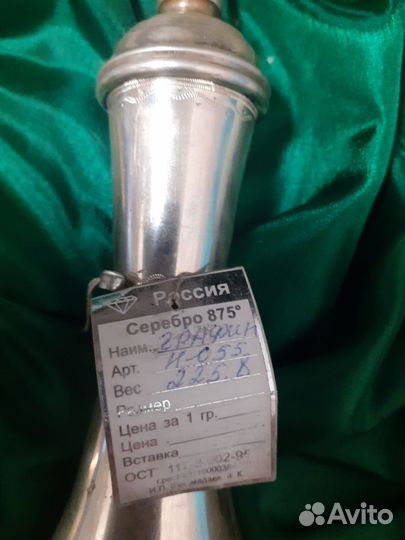 Россия
Серебро 875°
Наим. графин
Арт. И-055
Вес 225.8
Размер
Цена за 1 гр.
Цена
Вставка
ОСТ
Avito